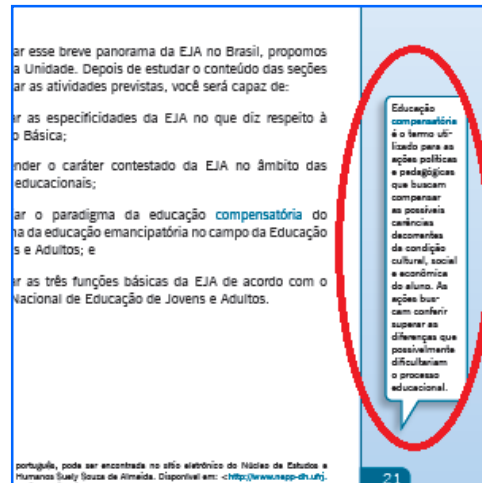 ar esse breve panorama da EJA no Brasil, propomos
a Unidade. Depois de estudar o conteúdo das seções
ar as atividades previstas, você será capaz de:
ar as especificidades da EJA no que diz respeito à
o Básica;
nder o caráter contestado da EJA no âmbito das
educacionais;
ar o paradigma da educação compensatória do
na da educação emancipatória no campo da Educação
s e Adultos; e
ar as três funções básicas da EJA de acordo com o
Nacional de Educação de Jovens e Adultos.
Educação
compensatória
é o termo uti-
lizado para as
ações políticas
e pedagógicas
que buscam
compensar
as possíveis
carências
decorrentes
da condição
cultural, social
e econômica
do aluno. As
ações bus-
cam conferir
superar as
diferenças que
possivelmente
dificultariam
o processo
educacional.
português, pode ser encontrada no sítio eletrônico do Núcleo de Estudos e
Humanos Suely Souza de Almeida. Disponível em: <http://www.nepp-dh.ufrj.
21